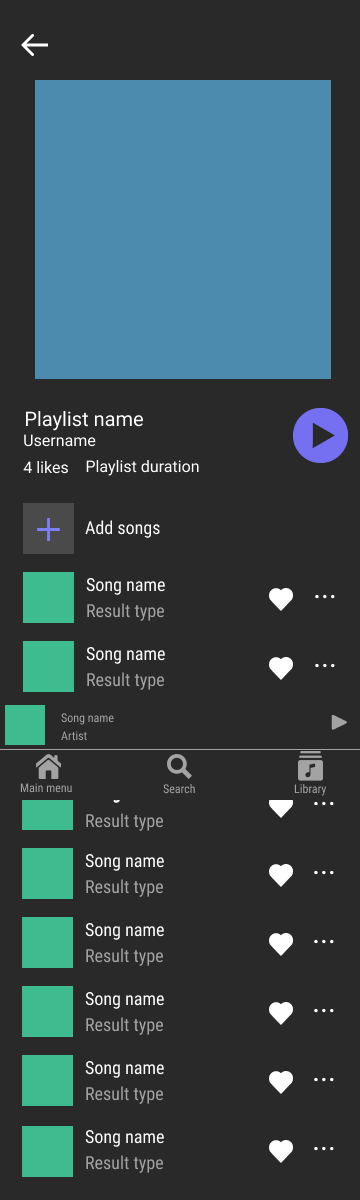 Playlist name
Username
4 likes Playlist duration
Add songs
Song name
Result type
Song name
Result type
Song name
Artist
Main menu Search Library
Result type
Song name
Result type
Song name
Result type
Song name
Result type
Song name
Result type
Song name
Result type